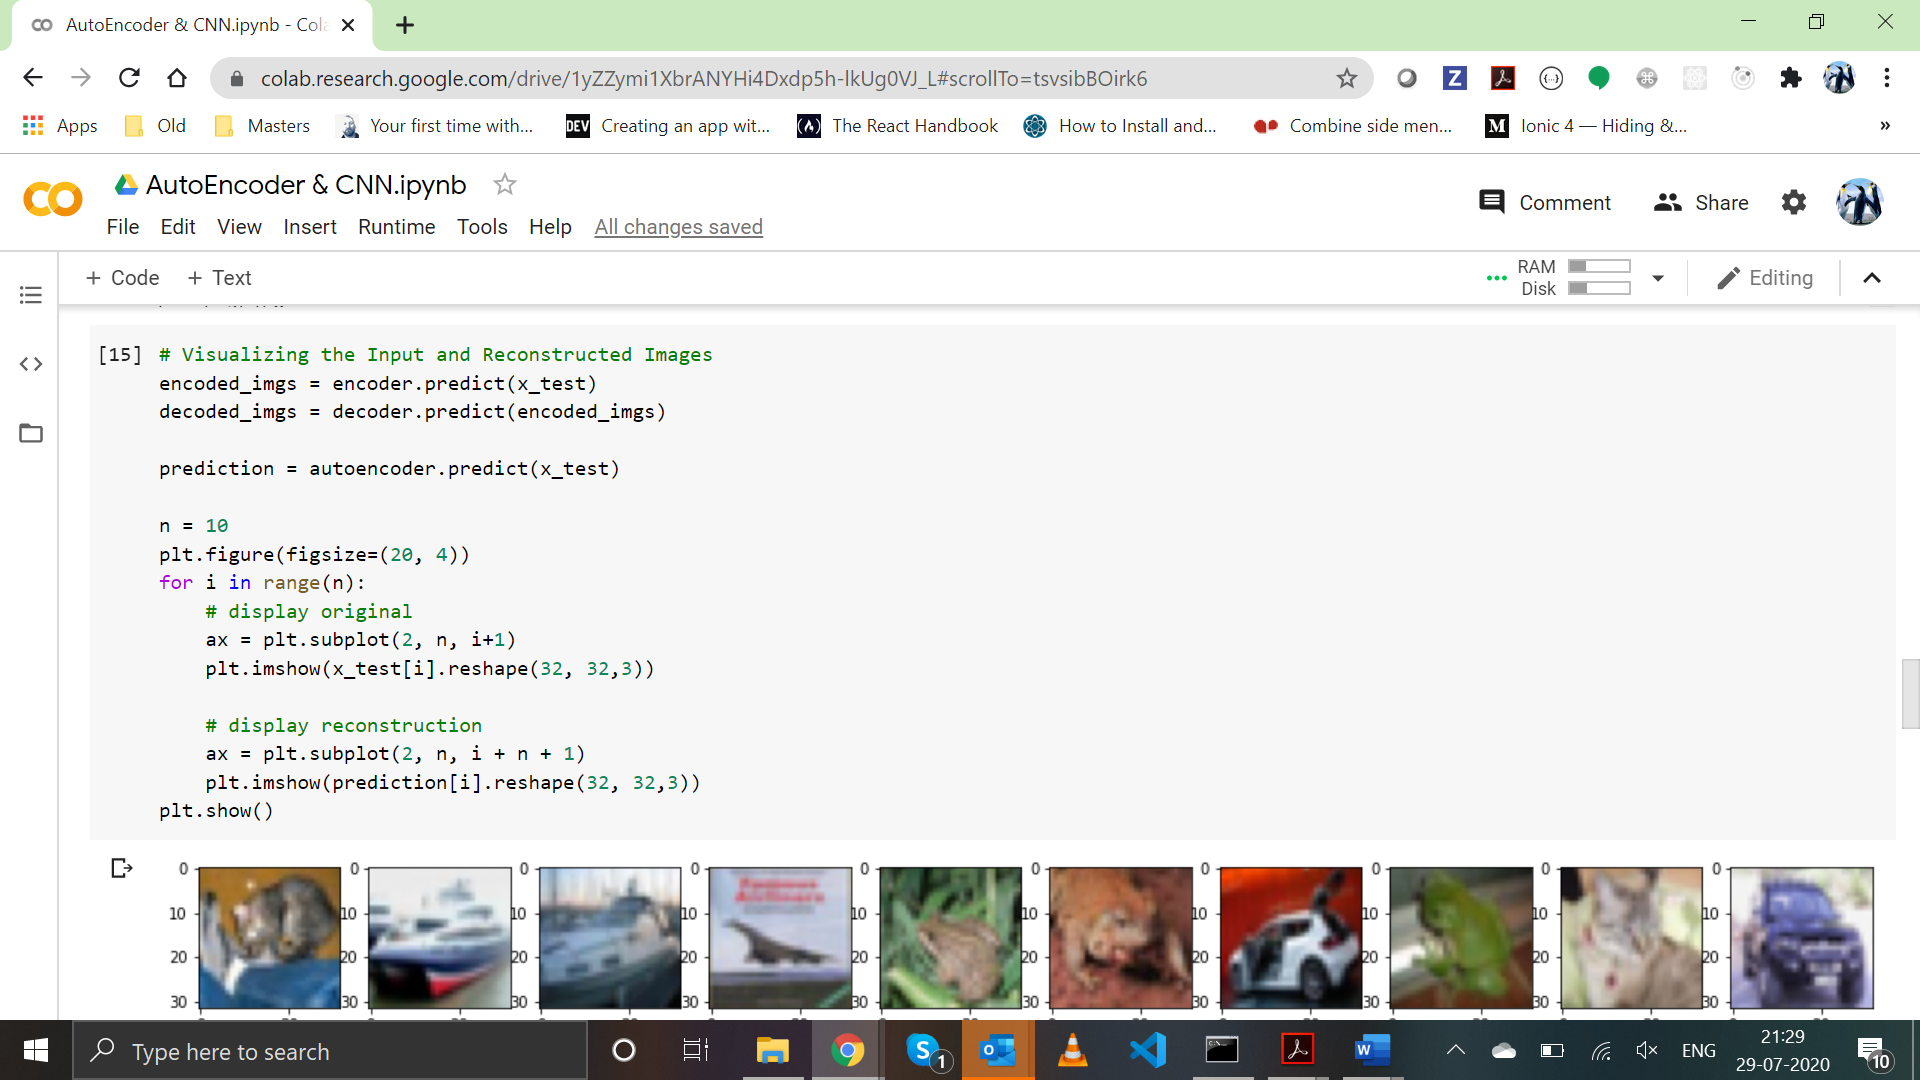 AutoEncoder & CNN.ipynb - Cola
colab.research.google.com/drive/1yZZymi1XbrANYHi4Dxdp5h-lkUg0VJ_L#scrollTo=tsvsibBOirk6
Apps Old Masters Your first time with... DEV Creating an app wit... The React Handbook How to Install and... Combine side men... M Ionic 4 — Hiding &... »
AutoEncoder & CNN.ipynb
Comment Share
File Edit View Insert Runtime Tools Help All changes saved
+ Code + Text
RAM
Disk
Editing
[15] # Visualizing the Input and Reconstructed Images
encoded_imgs = encoder.predict(x_test)
decoded_imgs = decoder.predict(encoded_imgs)
prediction = autoencoder.predict(x_test)
n = 10
plt.figure(figsize=(20, 4))
for i in range(n):
# display original
ax = plt.subplot(2, n, i+1)
plt.imshow(x_test[i].reshape(32, 32,3))
# display reconstruction
ax = plt.subplot(2, n, i + n + 1)
plt.imshow(prediction[i].reshape(32, 32,3))
plt.show()
0 0 0 0 0 0 0 0 0 0
10 10 10 10 10 10 10 10 10 10
20 20 20 20 20 20 20 20 20 20
30 30 30 30 30 30 30 30 30 30
Type here to search
1
ENG
21:29
29-07-2020
10